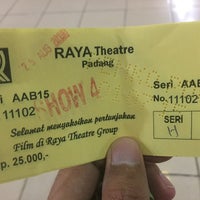 RAYA Theatre
Padang
ri AAB15
11102
SHOW 4
Seri AAB
No. 11102
SERI
H
Selamat menyaksikan pertunjukan
Film di Raya Theatre Group
Rp. 25.000,-